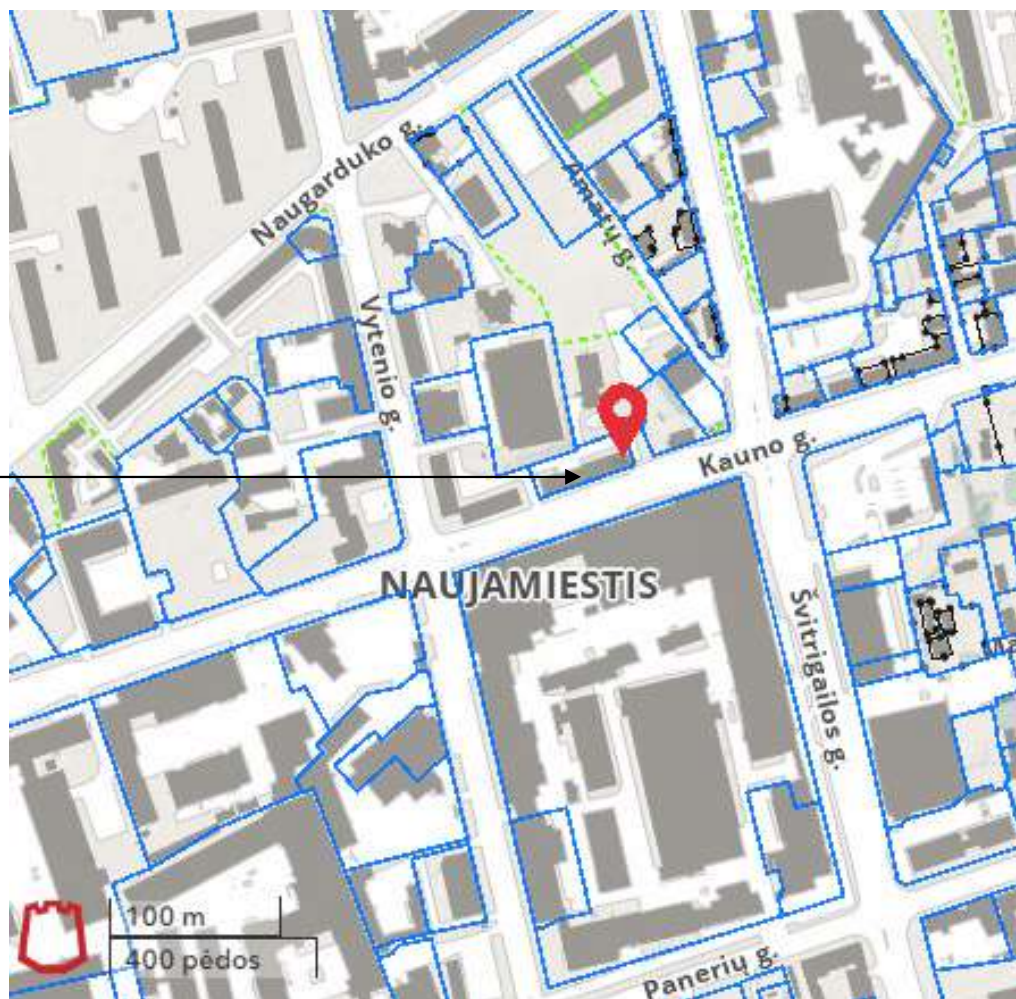 Naugarduko g.
Amatų g.
Vytenio g.
Kauno g.
NAUJAMIESTIS
Švitrigailos g.
100 m
400 pėdos
Panerių g.